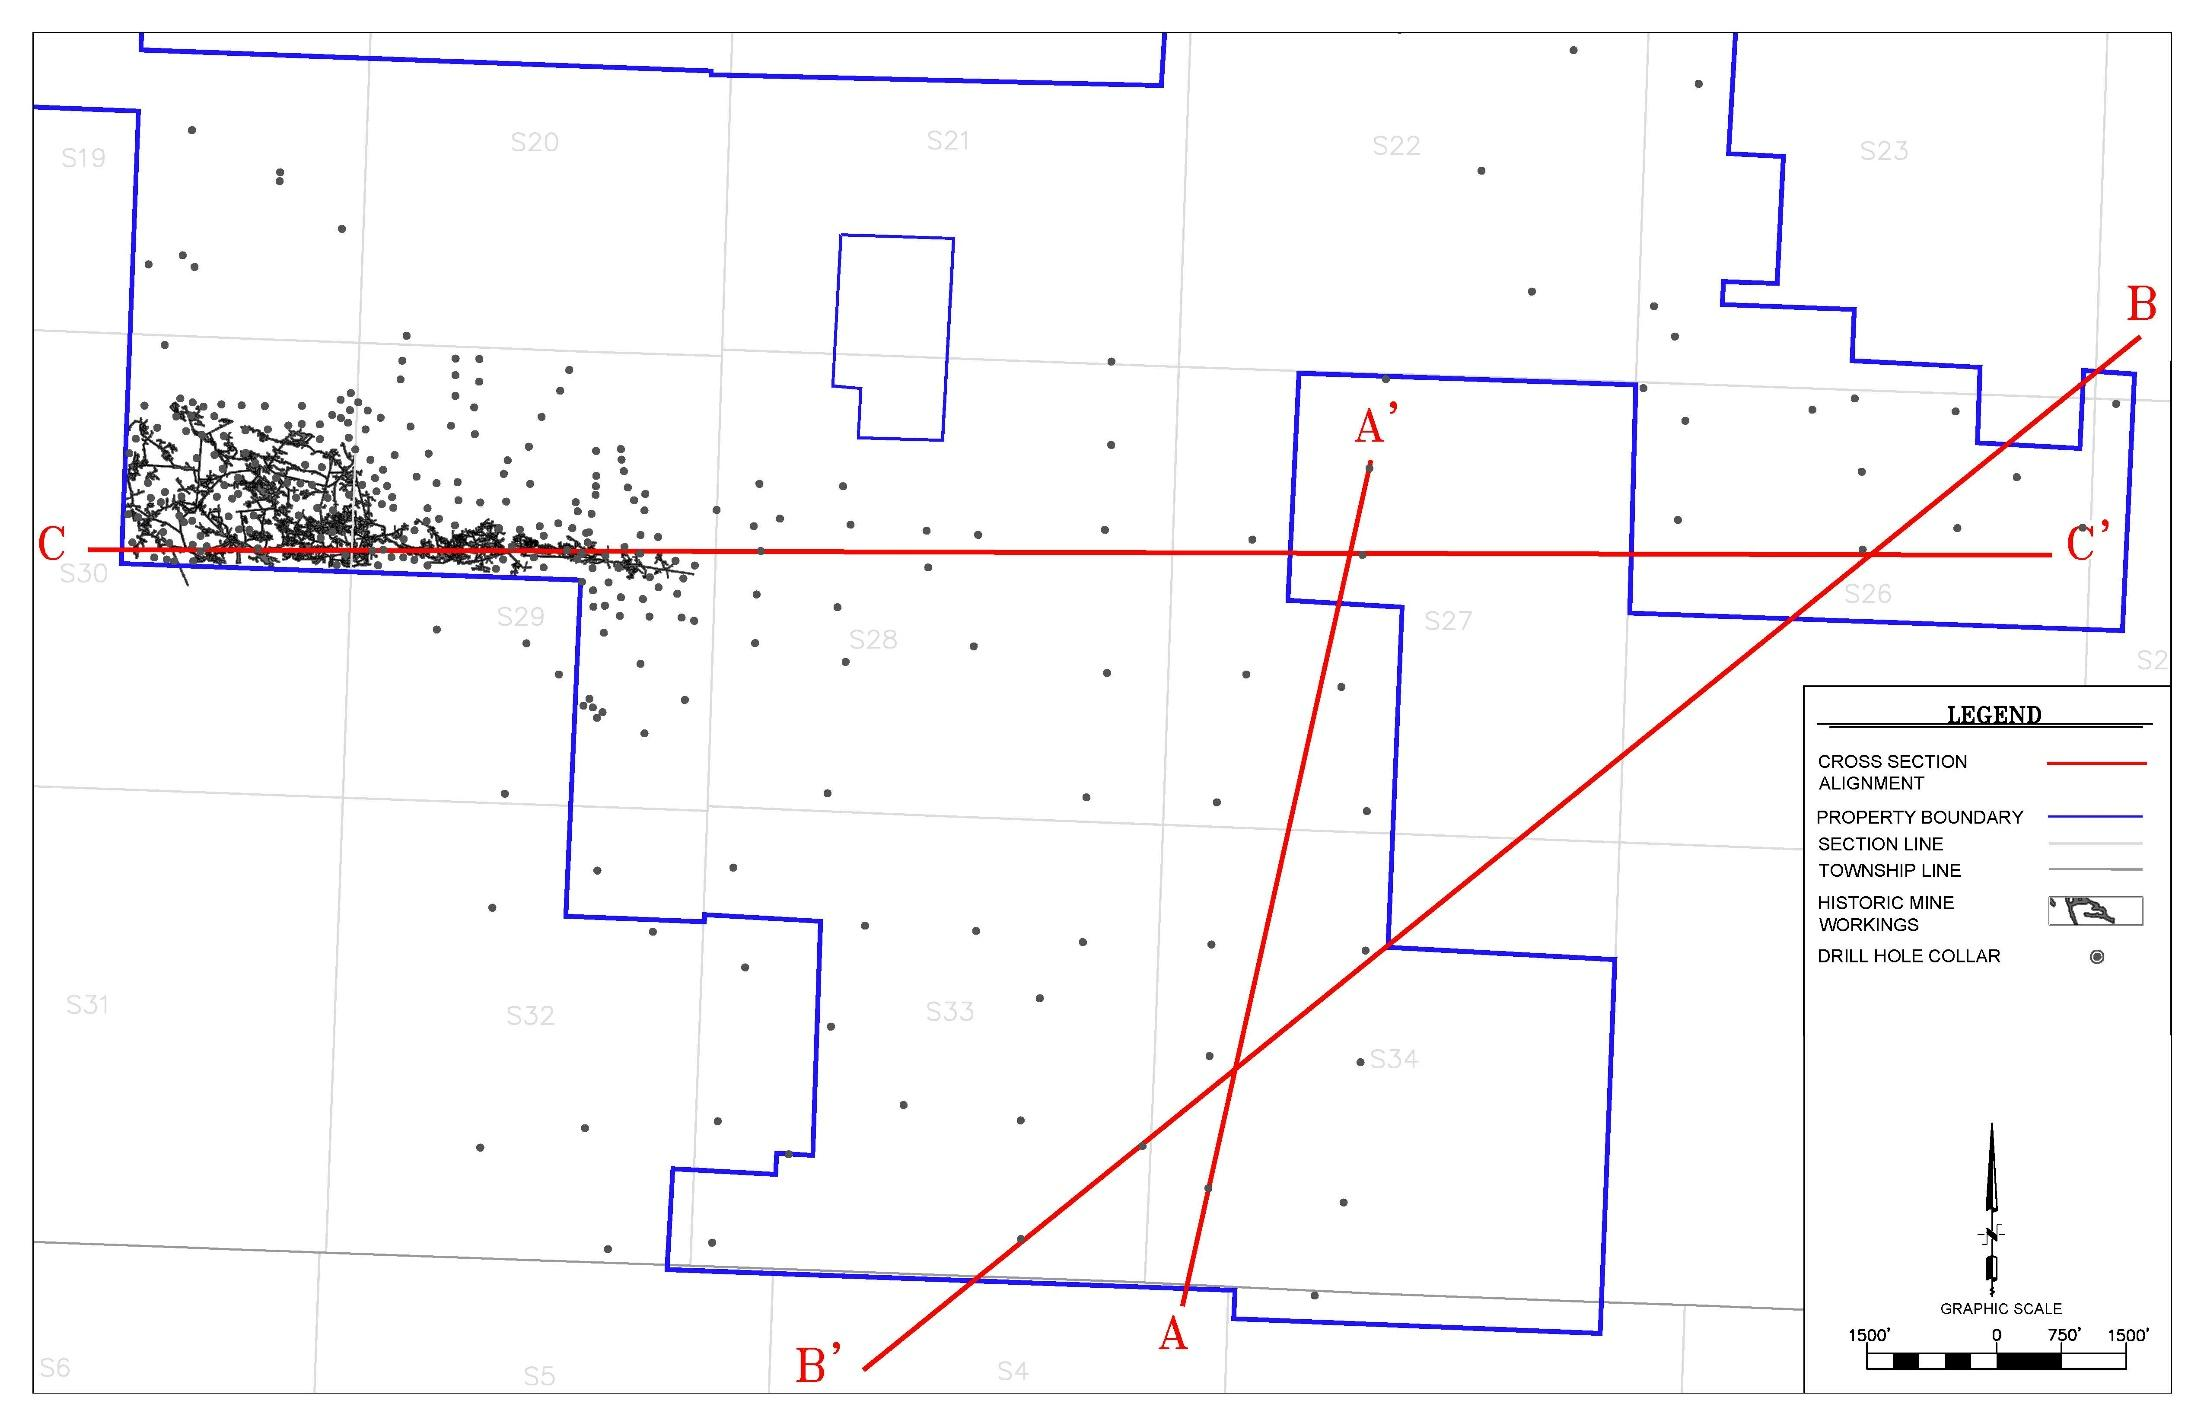 S19
S20
S21
S22
S23
B
A'
C
C'
S30
S29
S28
S27
S26
S2
LEGEND
CROSS SECTION
ALIGNMENT
PROPERTY BOUNDARY
SECTION LINE
TOWNSHIP LINE
HISTORIC MINE
WORKINGS
DRILL HOLE COLLAR
S31
S32
S33
S34
N
GRAPHIC SCALE
1500' 0 750' 1500'
A
B'
S6
S5
S4